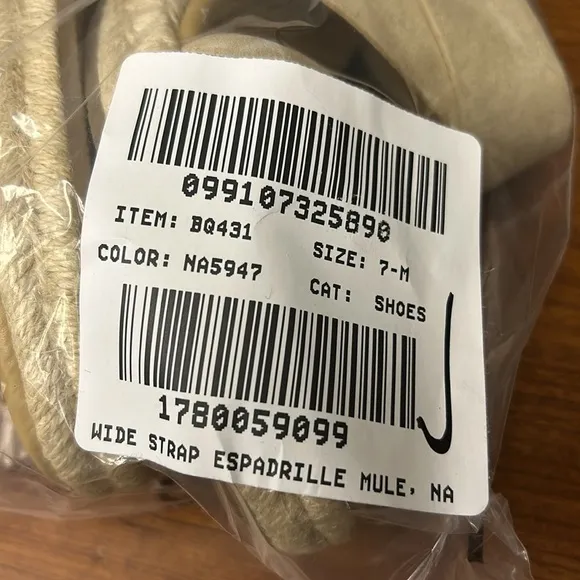 099107325890
ITEM: BQ431 SIZE: 7-M
COLOR: NA5947 CAT: SHOES
1780059099
WIDE STRAP ESPADRILLE MULE, NA